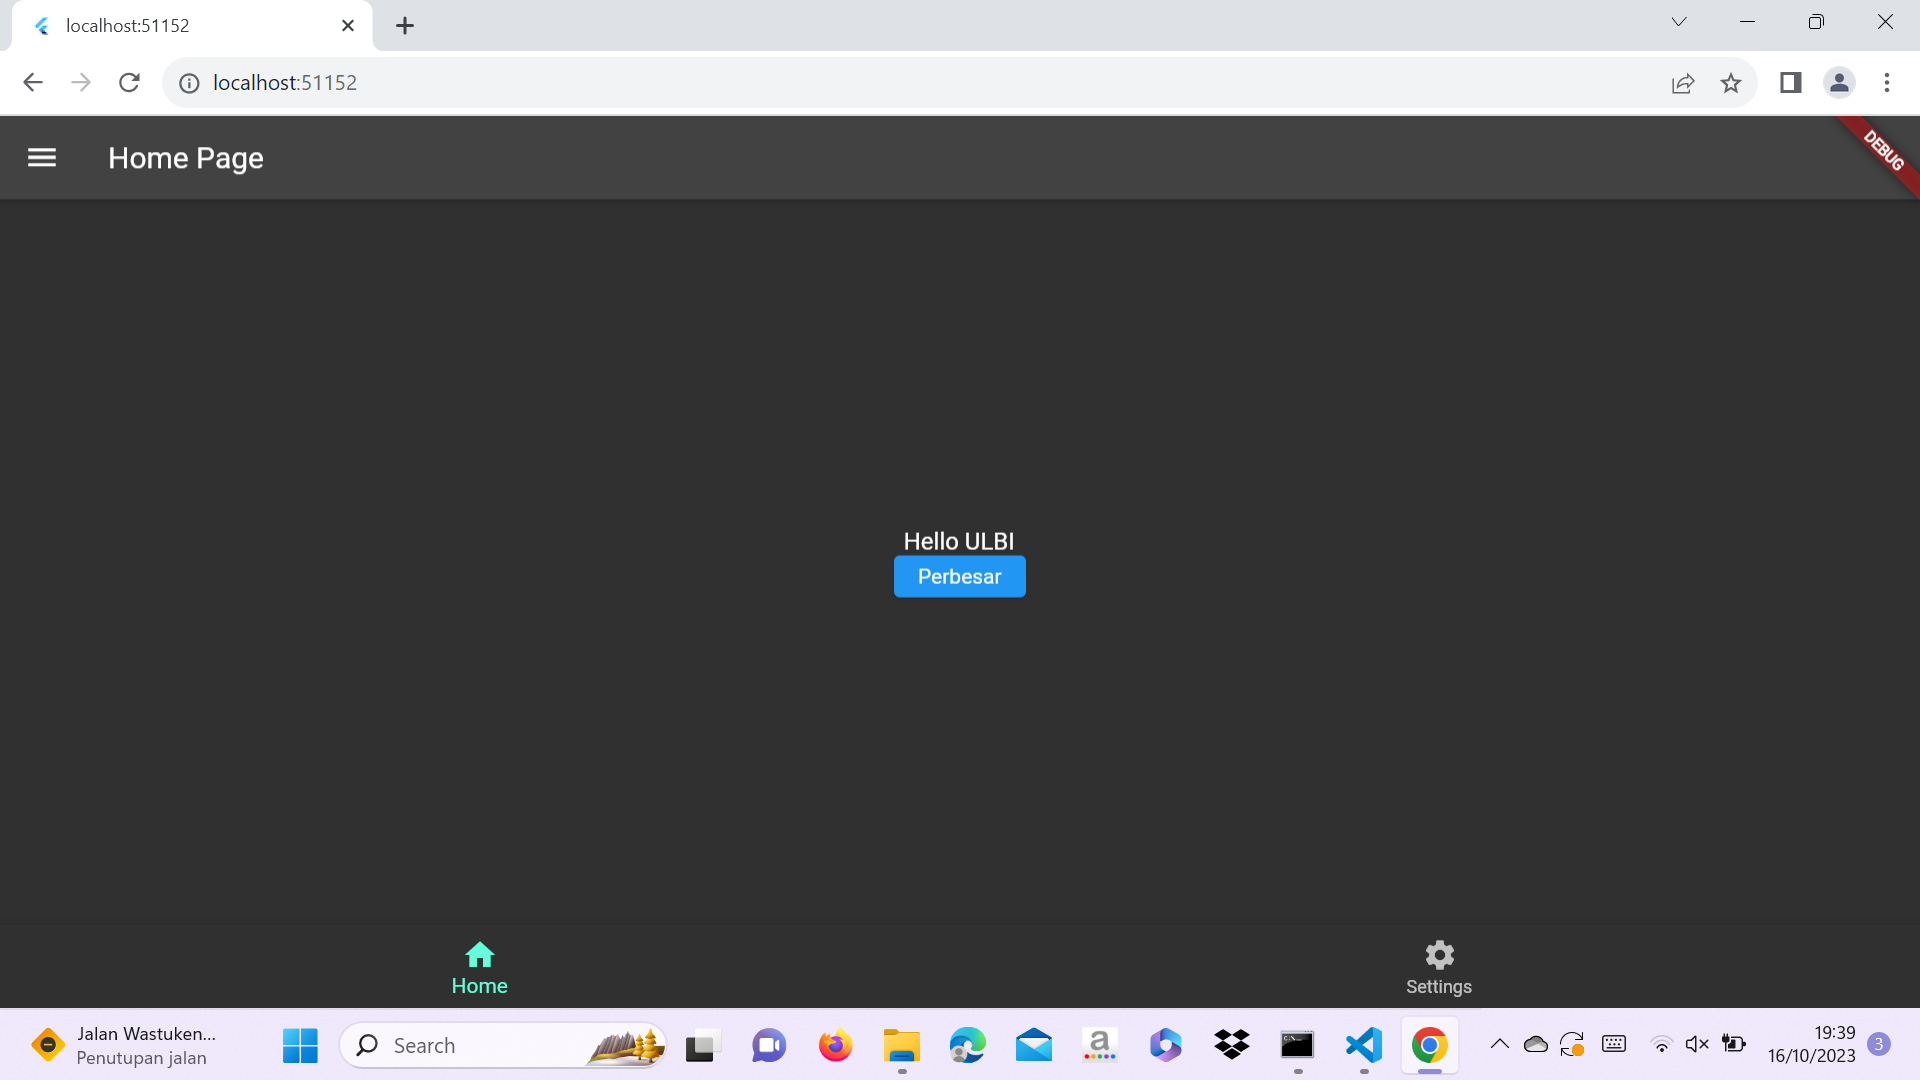 localhost:51152
localhost:51152
Home Page
DEBUG
Hello ULBI
Perbesar
Home
Settings
Jalan Wastuken...
Penutupan jalan
Search
a
19:39
16/10/2023
3